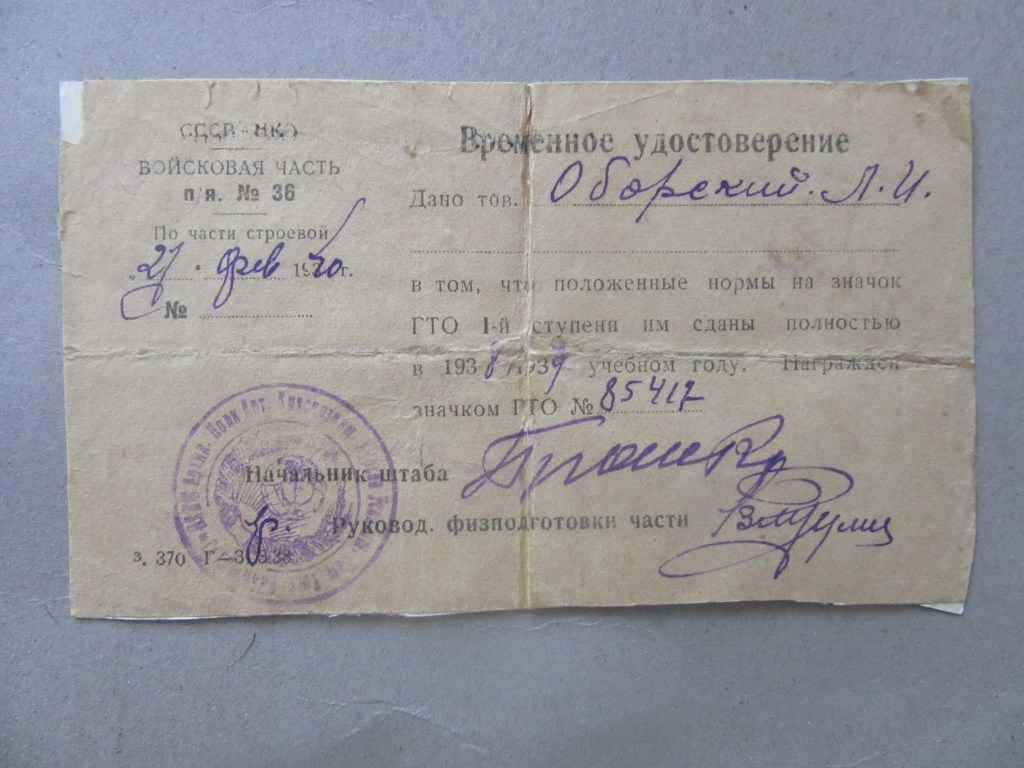 СССР - НКО
ВОЙСКОВАЯ ЧАСТЬ
п/я. № 36
По части строевой
„27 " фев 1940 г.
№
Временное удостоверение
Дано тов. Оборский. Л. И.
в том, что положенные нормы на значок
ГТО I-й ступени им сданы полностью
в 1938/1939 учебном году. Награжден
значком ГТО № 85417
Начальник штаба
Руковод. физподготовки части
з. 370 Г—